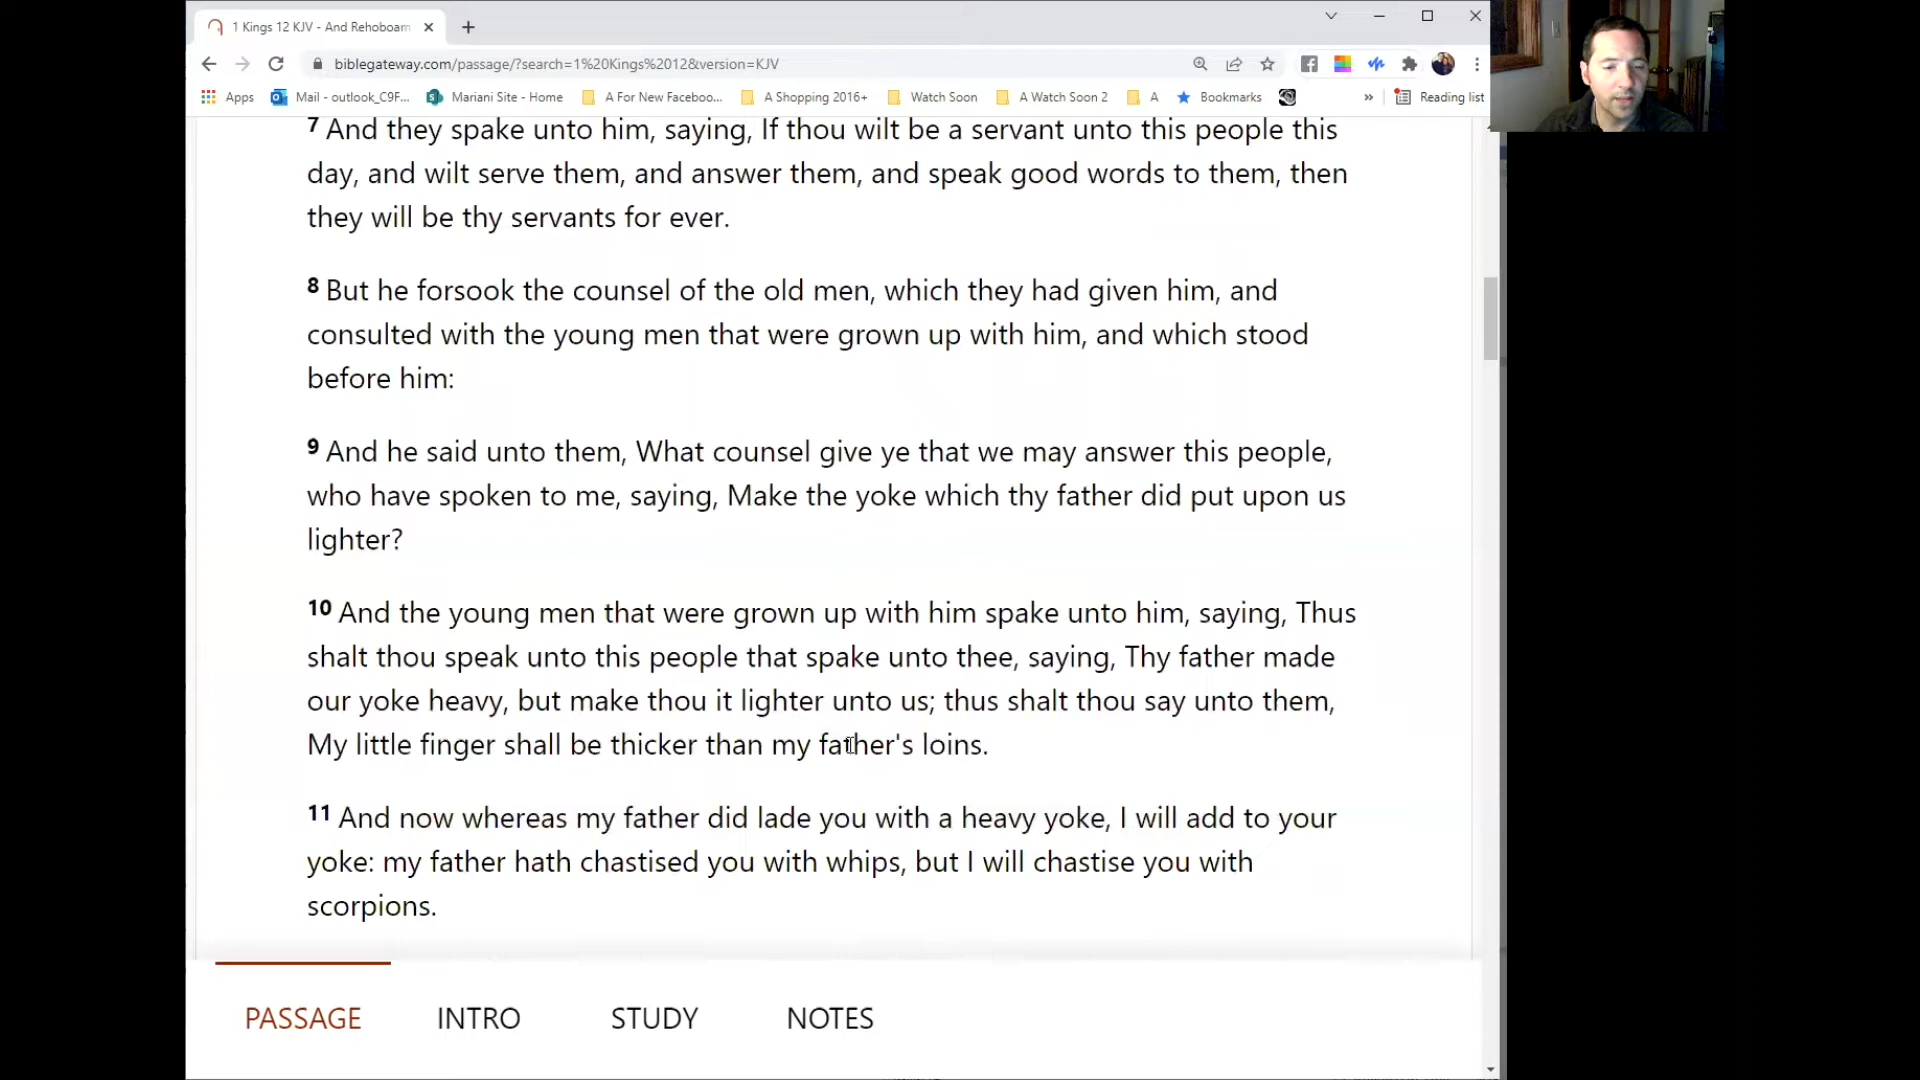 1 Kings 12 KJV - And Rehoboam
biblegateway.com/passage/?search=1%20Kings%2012&version=KJV
Apps Mail - outlook_C9F... Mariani Site - Home A For New Faceboo... A Shopping 2016+ Watch Soon A Watch Soon 2 A Bookmarks » Reading list
7 And they spake unto him, saying, If thou wilt be a servant unto this people this
day, and wilt serve them, and answer them, and speak good words to them, then
they will be thy servants for ever.
8 But he forsook the counsel of the old men, which they had given him, and
consulted with the young men that were grown up with him, and which stood
before him:
9 And he said unto them, What counsel give ye that we may answer this people,
who have spoken to me, saying, Make the yoke which thy father did put upon us
lighter?
10 And the young men that were grown up with him spake unto him, saying, Thus
shalt thou speak unto this people that spake unto thee, saying, Thy father made
our yoke heavy, but make thou it lighter unto us; thus shalt thou say unto them,
My little finger shall be thicker than my father's loins.
11 And now whereas my father did lade you with a heavy yoke, I will add to your
yoke: my father hath chastised you with whips, but I will chastise you with
scorpions.
PASSAGE INTRO STUDY NOTES